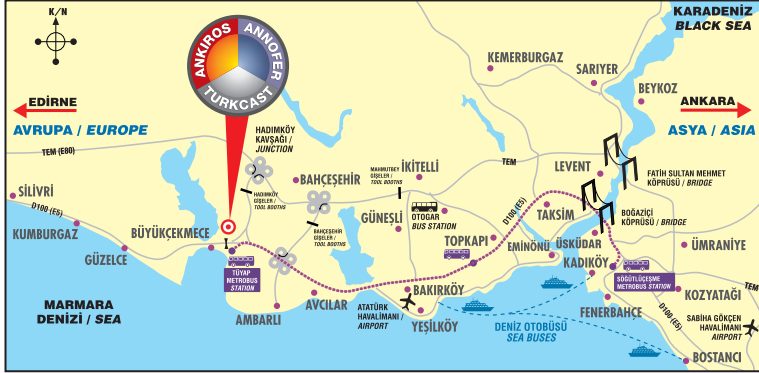 K/N
KARADENİZ
BLACK SEA
ANKIROS
ANNOFER
TURKCAST
KEMERBURGAZ
SARIYER
BEYKOZ
EDİRNE
AVRUPA / EUROPE
ANKARA
ASYA / ASIA
HADIMKÖY
KAVŞAĞI /
JUNCTION
TEM (E80)
TEM
MAHMUTBEY
GİŞELER /
TOOL BOOTHS
İKİTELLİ
LEVENT
FATİH SULTAN MEHMET
KÖPRÜSÜ / BRIDGE
BAHÇEŞEHİR
SİLİVRİ
HADIMKÖY
GİŞELER /
TOOL BOOTHS
D100 (E5)
KUMBURGAZ
GÜZELCE
BÜYÜKÇEKMECE
BAHÇEŞEHİR
GİŞELER /
TOOL BOOTHS
GÜNEŞLİ
OTOGAR
BUS STATION
D100 (E5)
TAKSİM
BOĞAZİÇİ
KÖPRÜSÜ / BRIDGE
TOPKAPI
EMİNÖNÜ
ÜSKÜDAR
ÜMRANİYE
KADIKÖY
TÜYAP
METROBUS
STATION
SÖĞÜTLÜÇEŞME
METROBUS STATION
MARMARA
DENİZİ / SEA
AMBARLI
AVCILAR
BAKIRKÖY
ATATÜRK
HAVALİMANI /
AIRPORT
YEŞİLKÖY
DENİZ OTOBÜSÜ
SEA BUSES
FENERBAHÇE
D100 (E5)
TEM
KOZYATAĞI
SABİHA GÖKÇEN
HAVALİMANI
AIRPORT
BOSTANCI